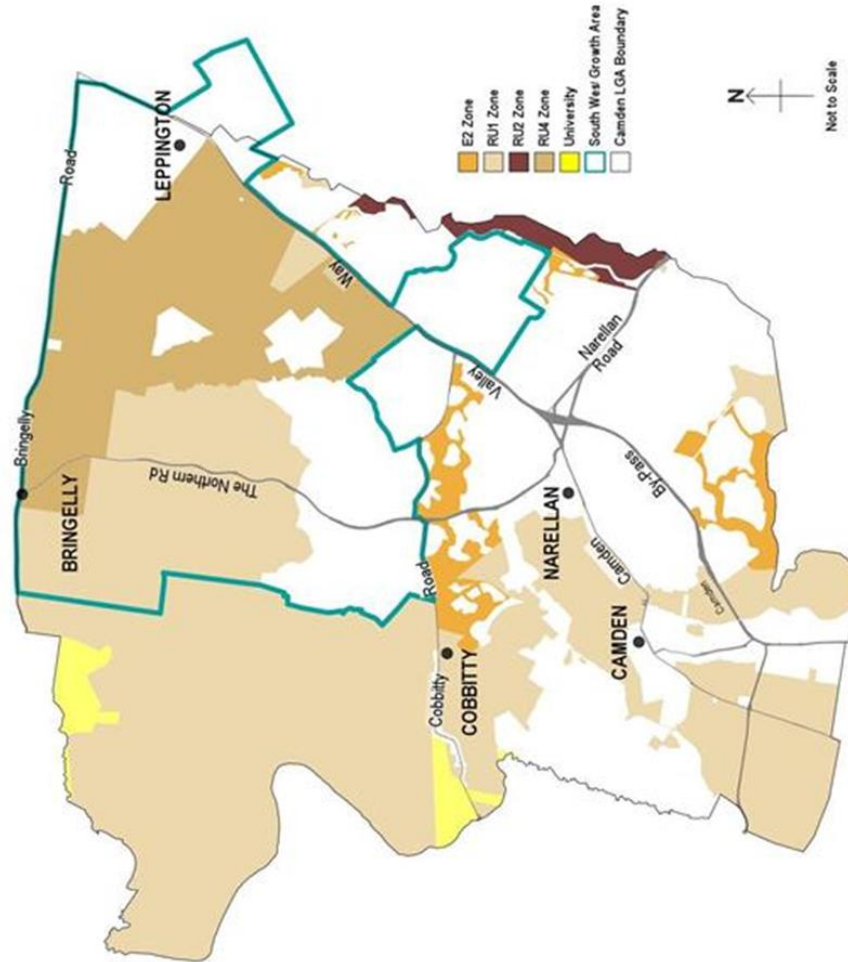 Bringelly
Road
BRINGELLY
LEPPINGTON
The Northern Rd
Way
Valley
Cobbitty
Road
COBBITTY
NARELLAN
Narellan
Road
Camden
By-Pass
CAMDEN
Camden
E2 Zone
RU1 Zone
RU2 Zone
RU4 Zone
University
South Wes/ Growth Area
Camden LGA Boundary
N
Not to Scale